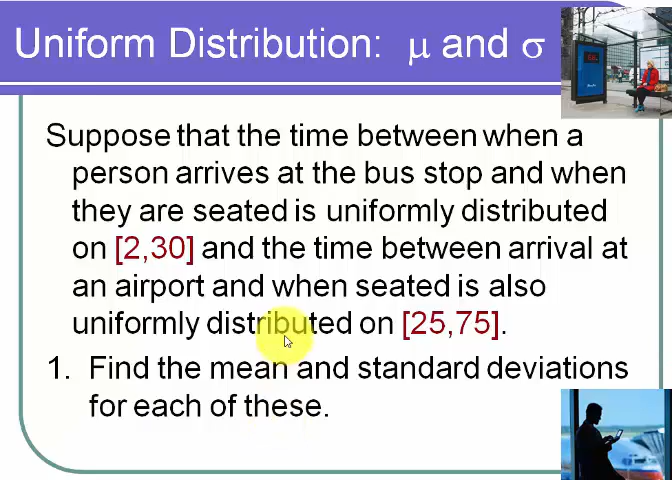 Uniform Distribution: μ and σ
Suppose that the time between when a
person arrives at the bus stop and when
they are seated is uniformly distributed
on [2,30] and the time between arrival at
an airport and when seated is also
uniformly distributed on [25,75].
1. Find the mean and standard deviations
for each of these.